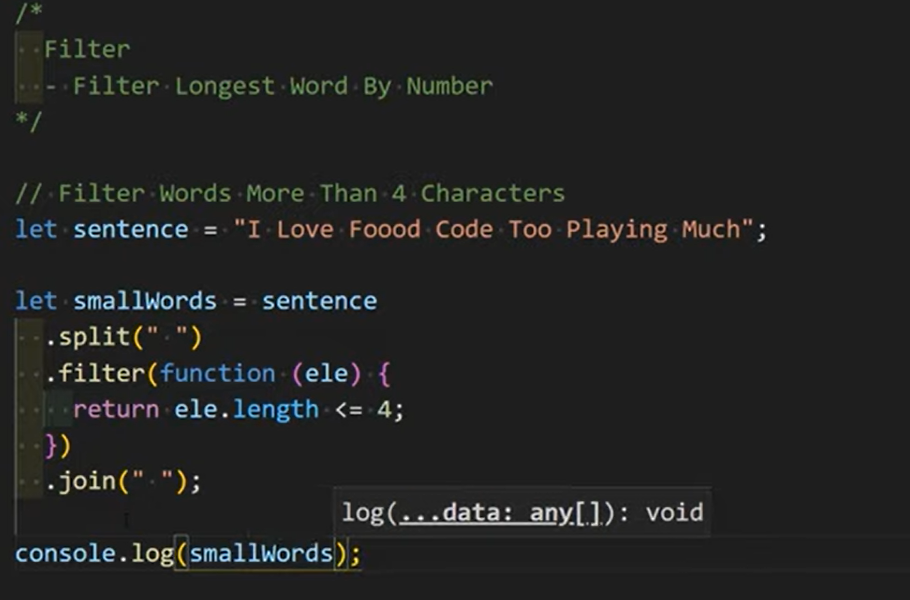 /*
Filter
- Filter Longest Word By Number
*/
// Filter Words More Than 4 Characters
let sentence = "I Love Foood Code Too Playing Much";
let smallWords = sentence
.split(" ")
.filter(function (ele) {
return ele.length <= 4;
})
.join(" ");
log(...data: any[]): void
console.log(smallWords);